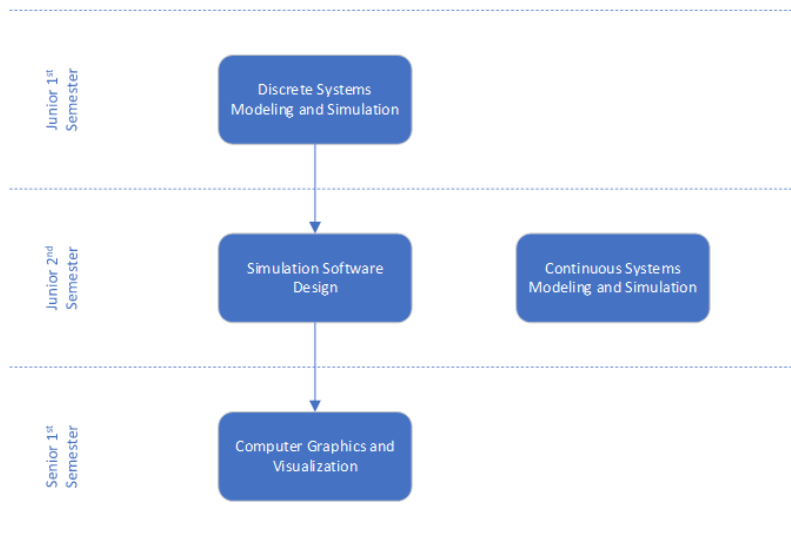 Junior 1st
Semester
Discrete Systems
Modeling and Simulation
Junior 2nd
Semester
Simulation Software
Design
Continuous Systems
Modeling and Simulation
Senior 1st
Semester
Computer Graphics and
Visualization